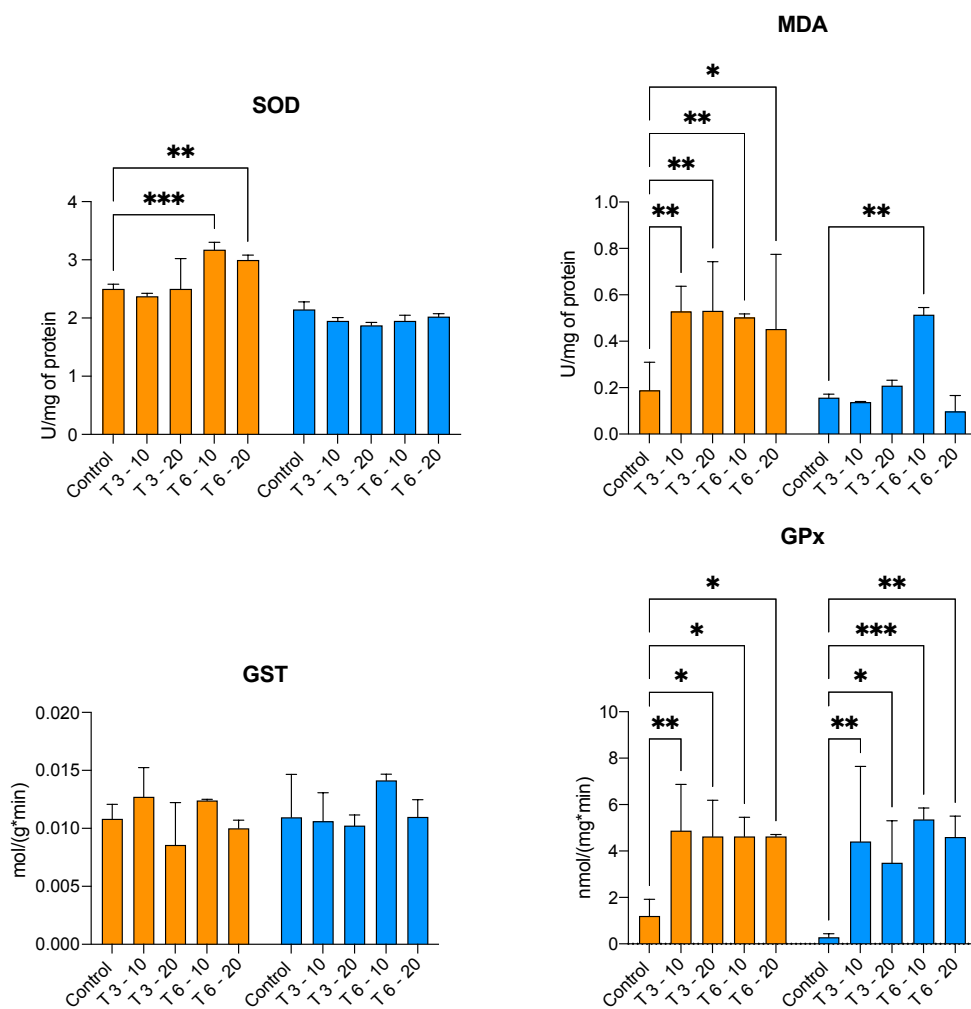 SOD
**
***
4
3
2
1
0
U/mg of protein
Control
T 3 - 10
T 3 - 20
T 6 - 10
T 6 - 20
Control
T 3 - 10
T 3 - 20
T 6 - 10
T 6 - 20
MDA
*
**
**
**
**
1.0
0.8
0.6
0.4
0.2
0.0
U/mg of protein
Control
T 3 - 10
T 3 - 20
T 6 - 10
T 6 - 20
Control
T 3 - 10
T 3 - 20
T 6 - 10
T 6 - 20
GST
0.020
0.015
0.010
0.005
0.000
mol/(g*min)
Control
T 3 - 10
T 3 - 20
T 6 - 10
T 6 - 20
Control
T 3 - 10
T 3 - 20
T 6 - 10
T 6 - 20
GPx
*
*
*
**
**
***
*
**
10
8
6
4
2
0
nmol/(mg*min)
Control
T 3 - 10
T 3 - 20
T 6 - 10
T 6 - 20
Control
T 3 - 10
T 3 - 20
T 6 - 10
T 6 - 20